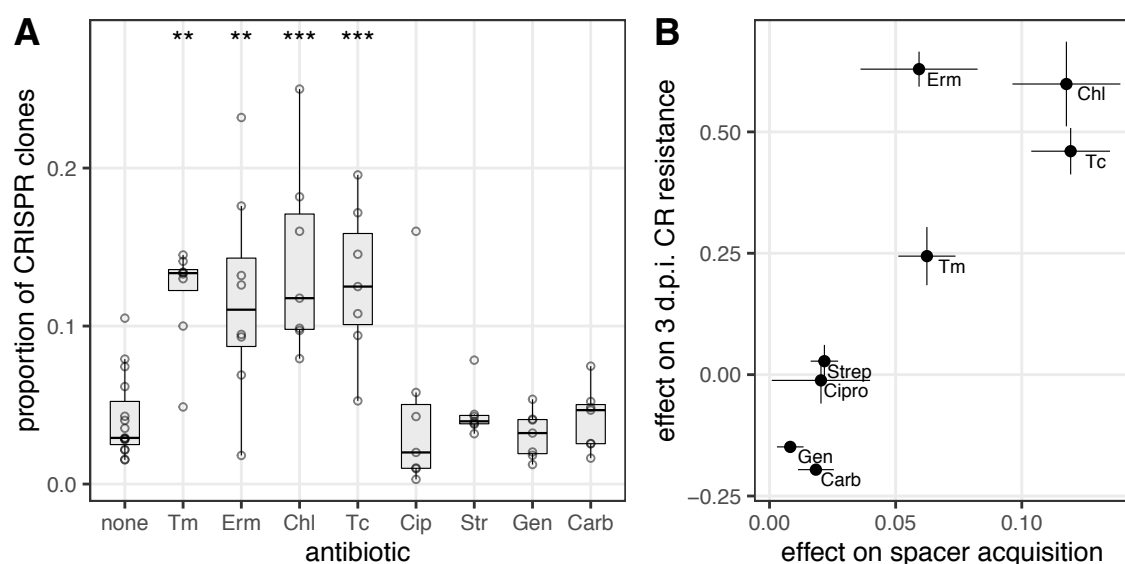 A
** ** *** ***
proportion of CRISPR clones
0.2
0.1
0.0
none Tm Erm Chl Tc Cip Str Gen Carb
antibiotic
B
effect on 3 d.p.i. CR resistance
0.50
0.25
0.00
−0.25
Erm
Chl
Tc
Tm
Strep
Cipro
Gen
Carb
0.00 0.05 0.10
effect on spacer acquisition